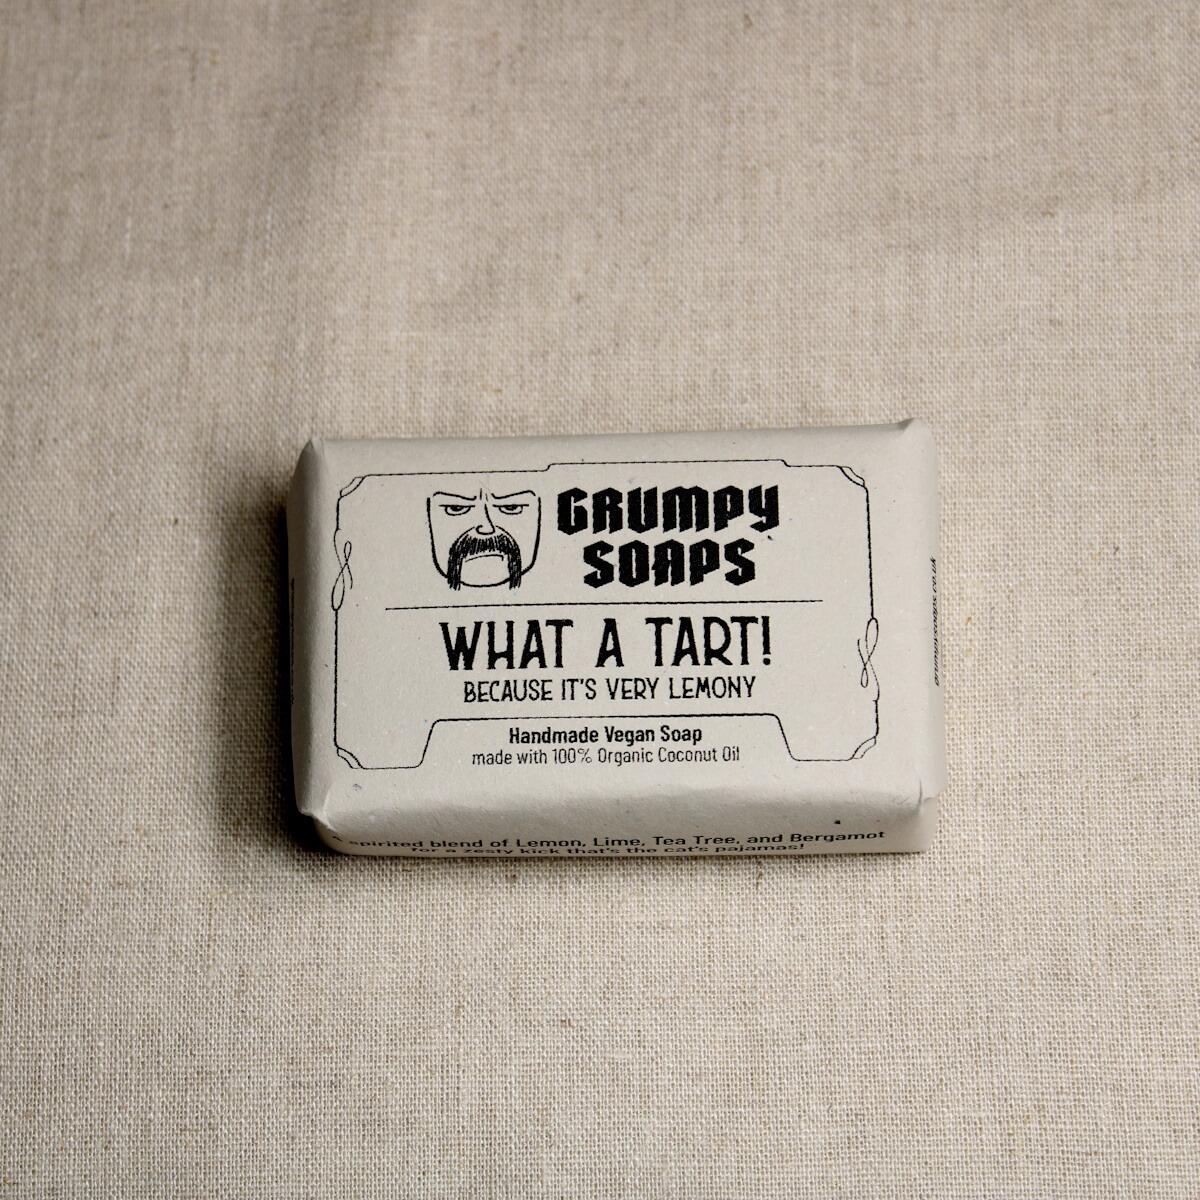 GRUMPY
SOAPS
WHAT A TART!
BECAUSE IT'S VERY LEMONY
Handmade Vegan Soap
made with 100% Organic Coconut Oil
spirited blend of Lemon, Lime, Tea Tree, and Bergamot
for a zesty kick that's the cat's pajamas!